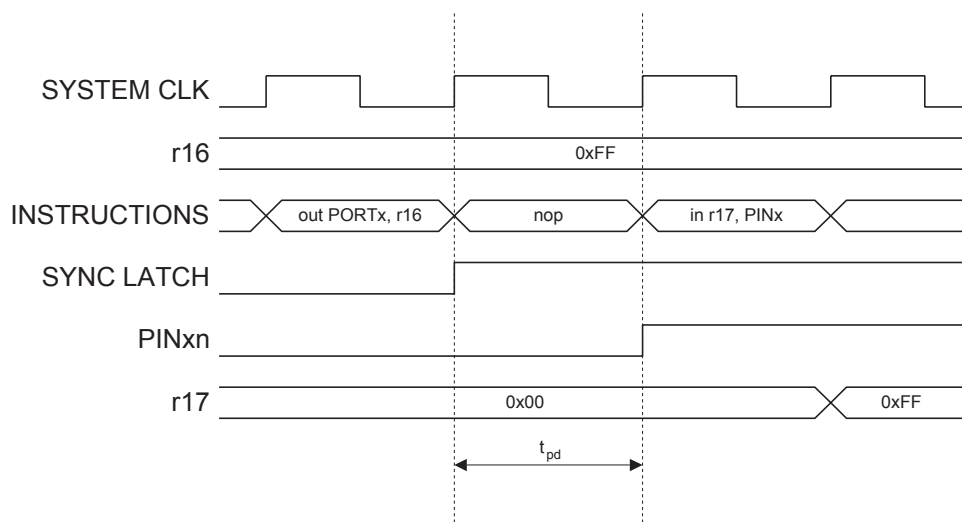 SYSTEM CLK
r16
0xFF
INSTRUCTIONS
out PORTx, r16
nop
in r17, PINx
SYNC LATCH
PINxn
r17
0x00
0xFF
tpd